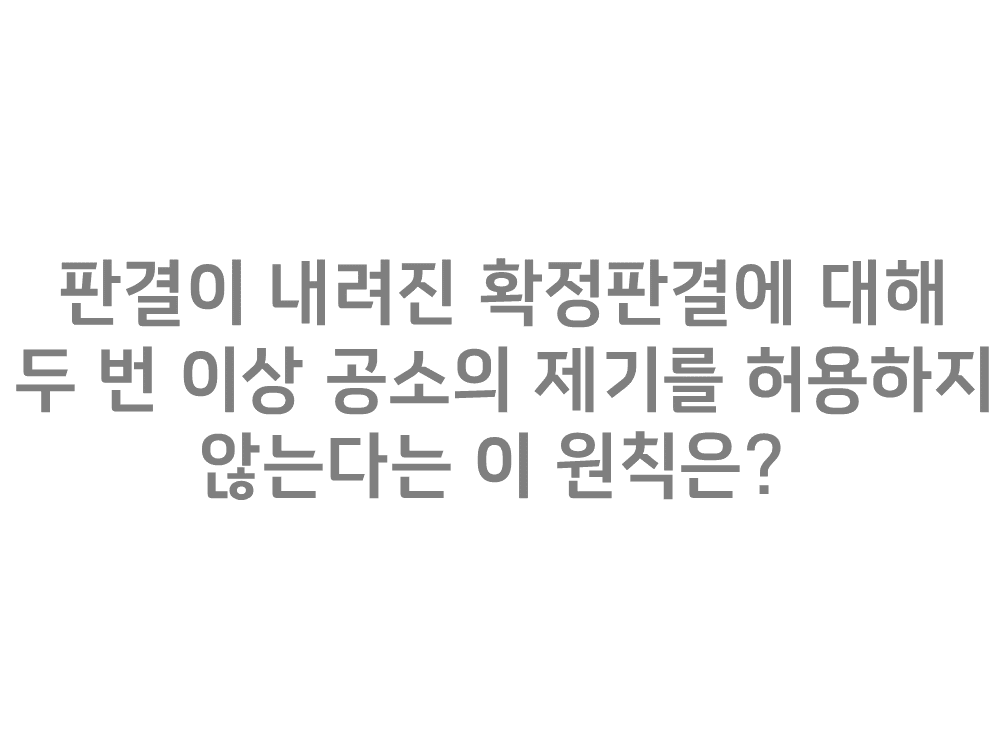 판결이 내려진 확정판결에 대해
두 번 이상 공소의 제기를 허용하지
않는다는 이 원칙은?